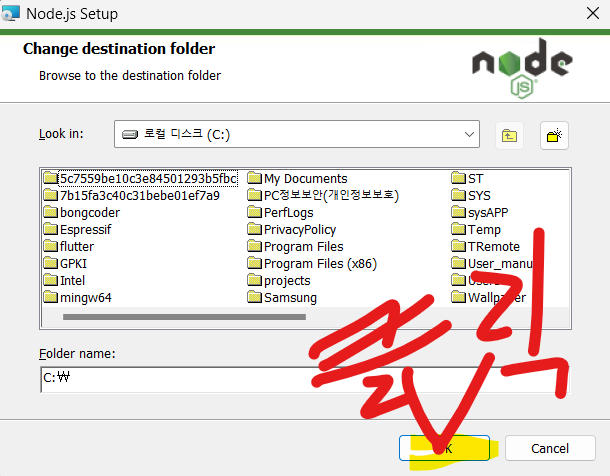 Node.js Setup
Change destination folder
Browse to the destination folder
node
JS
Look in:
로컬 디스크 (C:)
5c7559be10c3e84501293b5fbc
My Documents
ST
7b15fa3c40c31bebe01ef7a9
PC정보보안(개인정보보호)
SYS
bongcoder
PerfLogs
sysAPP
Espressif
PrivacyPolicy
Temp
flutter
Program Files
TRemote
GPKI
Program Files (x86)
User_manu
Intel
projects
mingw64
Samsung
Wallpaper
클릭
Folder name:
C:₩
Cancel